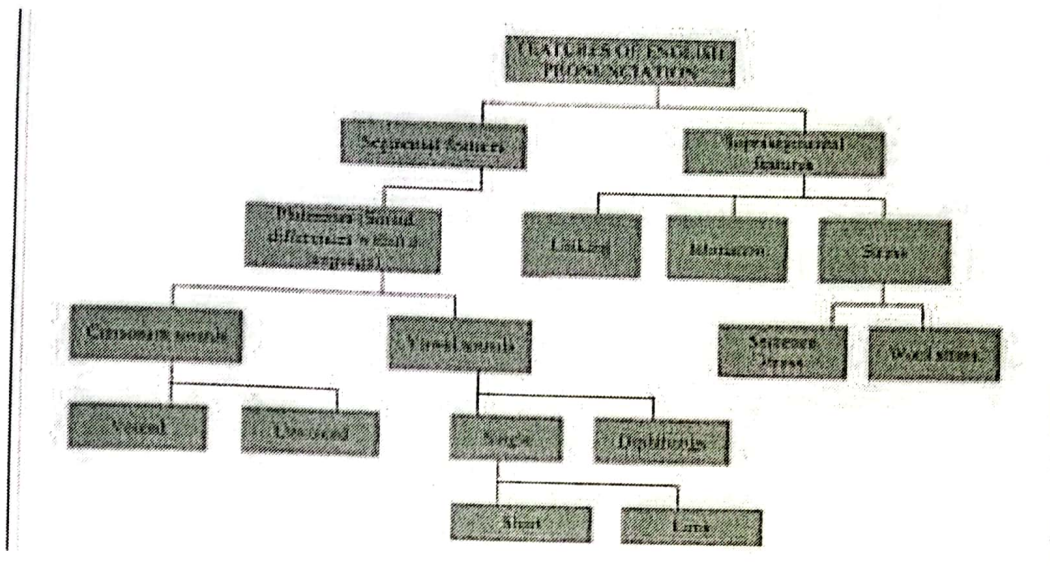 FEATURES OF ENGLISH
PRONUNCIATION
Segmental features
Suprasegmental
features
Phonemes (Sound
differences within a
Linking
Intonation
Stress
Consonant sounds
Vowel sounds
Sentence
stress
Word stress
Voiced
Unvoiced
Single
Diphthongs
Short
Long